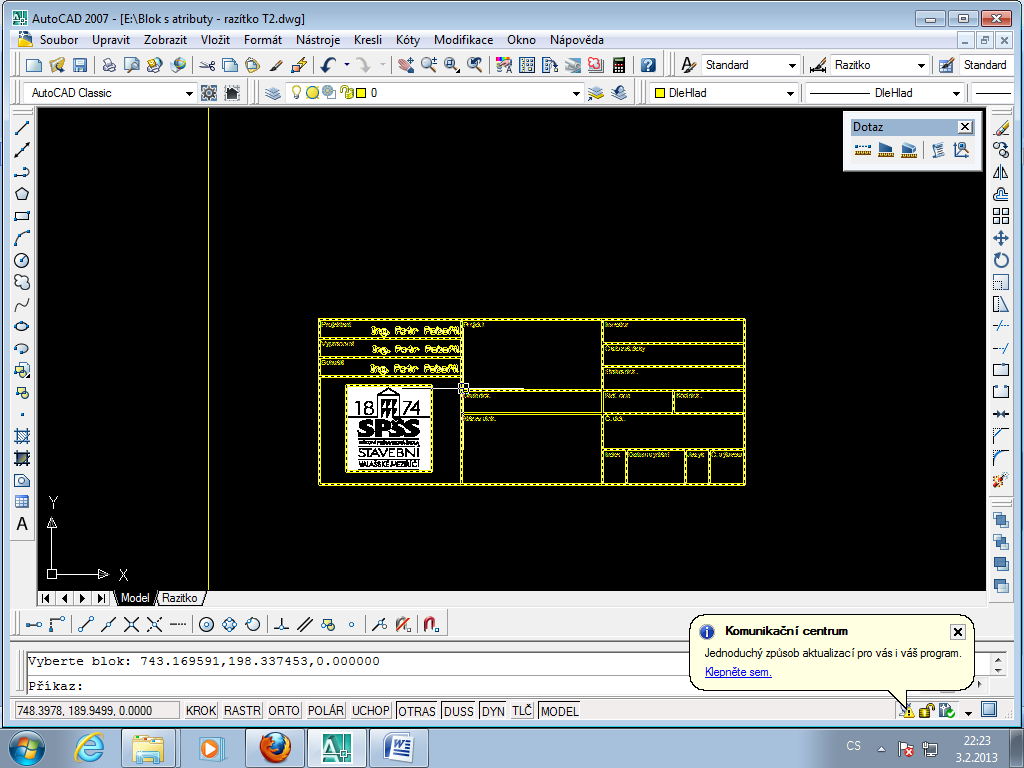 AutoCAD 2007 - [E:\Blok s atributy - razítko T2.dwg]
Soubor Upravit Zobrazit Vložit Formát Nástroje Kresli Kóty Modifikace Okno Nápověda
Standard Razitko Standard
AutoCAD Classic 0 DleHlad DleHlad
Dotaz
18 74
SPSS
STAVEBNÍ
VALAŠSKÉ MEZIŘÍČÍ
Y
X
A
Model Razitko
Komunikační centrum
Jednoduchý způsob aktualizací pro vás i váš program.
Klepněte sem.
Vyberte blok: 743.169591,198.337453,0.000000
Příkaz:
748.3978, 189.9499, 0.0000 KROK RASTR ORTO POLÁR UCHOP OTRAS DUSS DYN TLČ MODEL
CS 22:23
3.2.2013